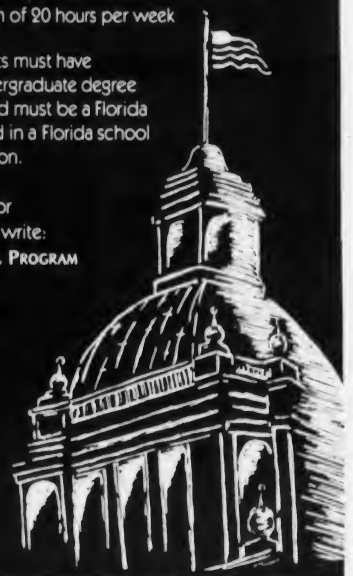 n of 20 hours per week
ts must have
ergraduate degree
d must be a Florida
d in a Florida school
on.
or
write:
PROGRAM